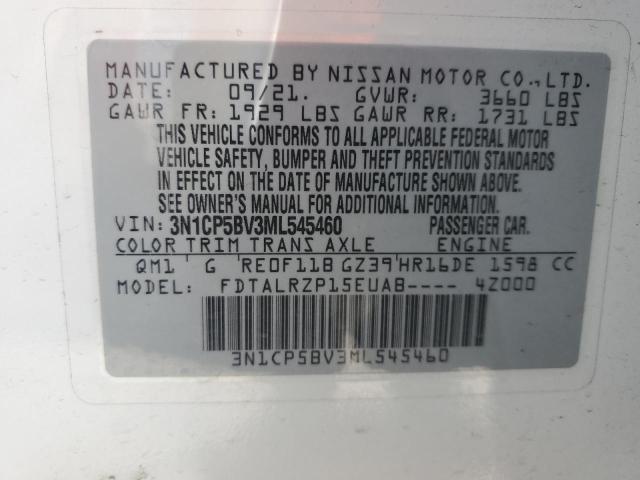 MANUFACTURED BY NISSAN MOTOR CO.,LTD.
DATE: 09/21. GVWR: 3660 LBS
GAWR FR: 1929 LBS GAWR RR: 1731 LBS
THIS VEHICLE CONFORMS TO ALL APPLICABLE FEDERAL MOTOR
VEHICLE SAFETY, BUMPER AND THEFT PREVENTION STANDARDS
IN EFFECT ON THE DATE OF MANUFACTURE SHOWN ABOVE.
SEE OWNER'S MANUAL FOR ADDITIONAL INFORMATION.
VIN: 3N1CP5BV3ML545460 PASSENGER CAR.
COLOR TRIM TRANS AXLE ENGINE
QM1 G RE0F11B GZ39 HR16DE 1598 CC
MODEL: FDTALRZP15EUAB---- 4Z000
3N1CP5BV3ML545460